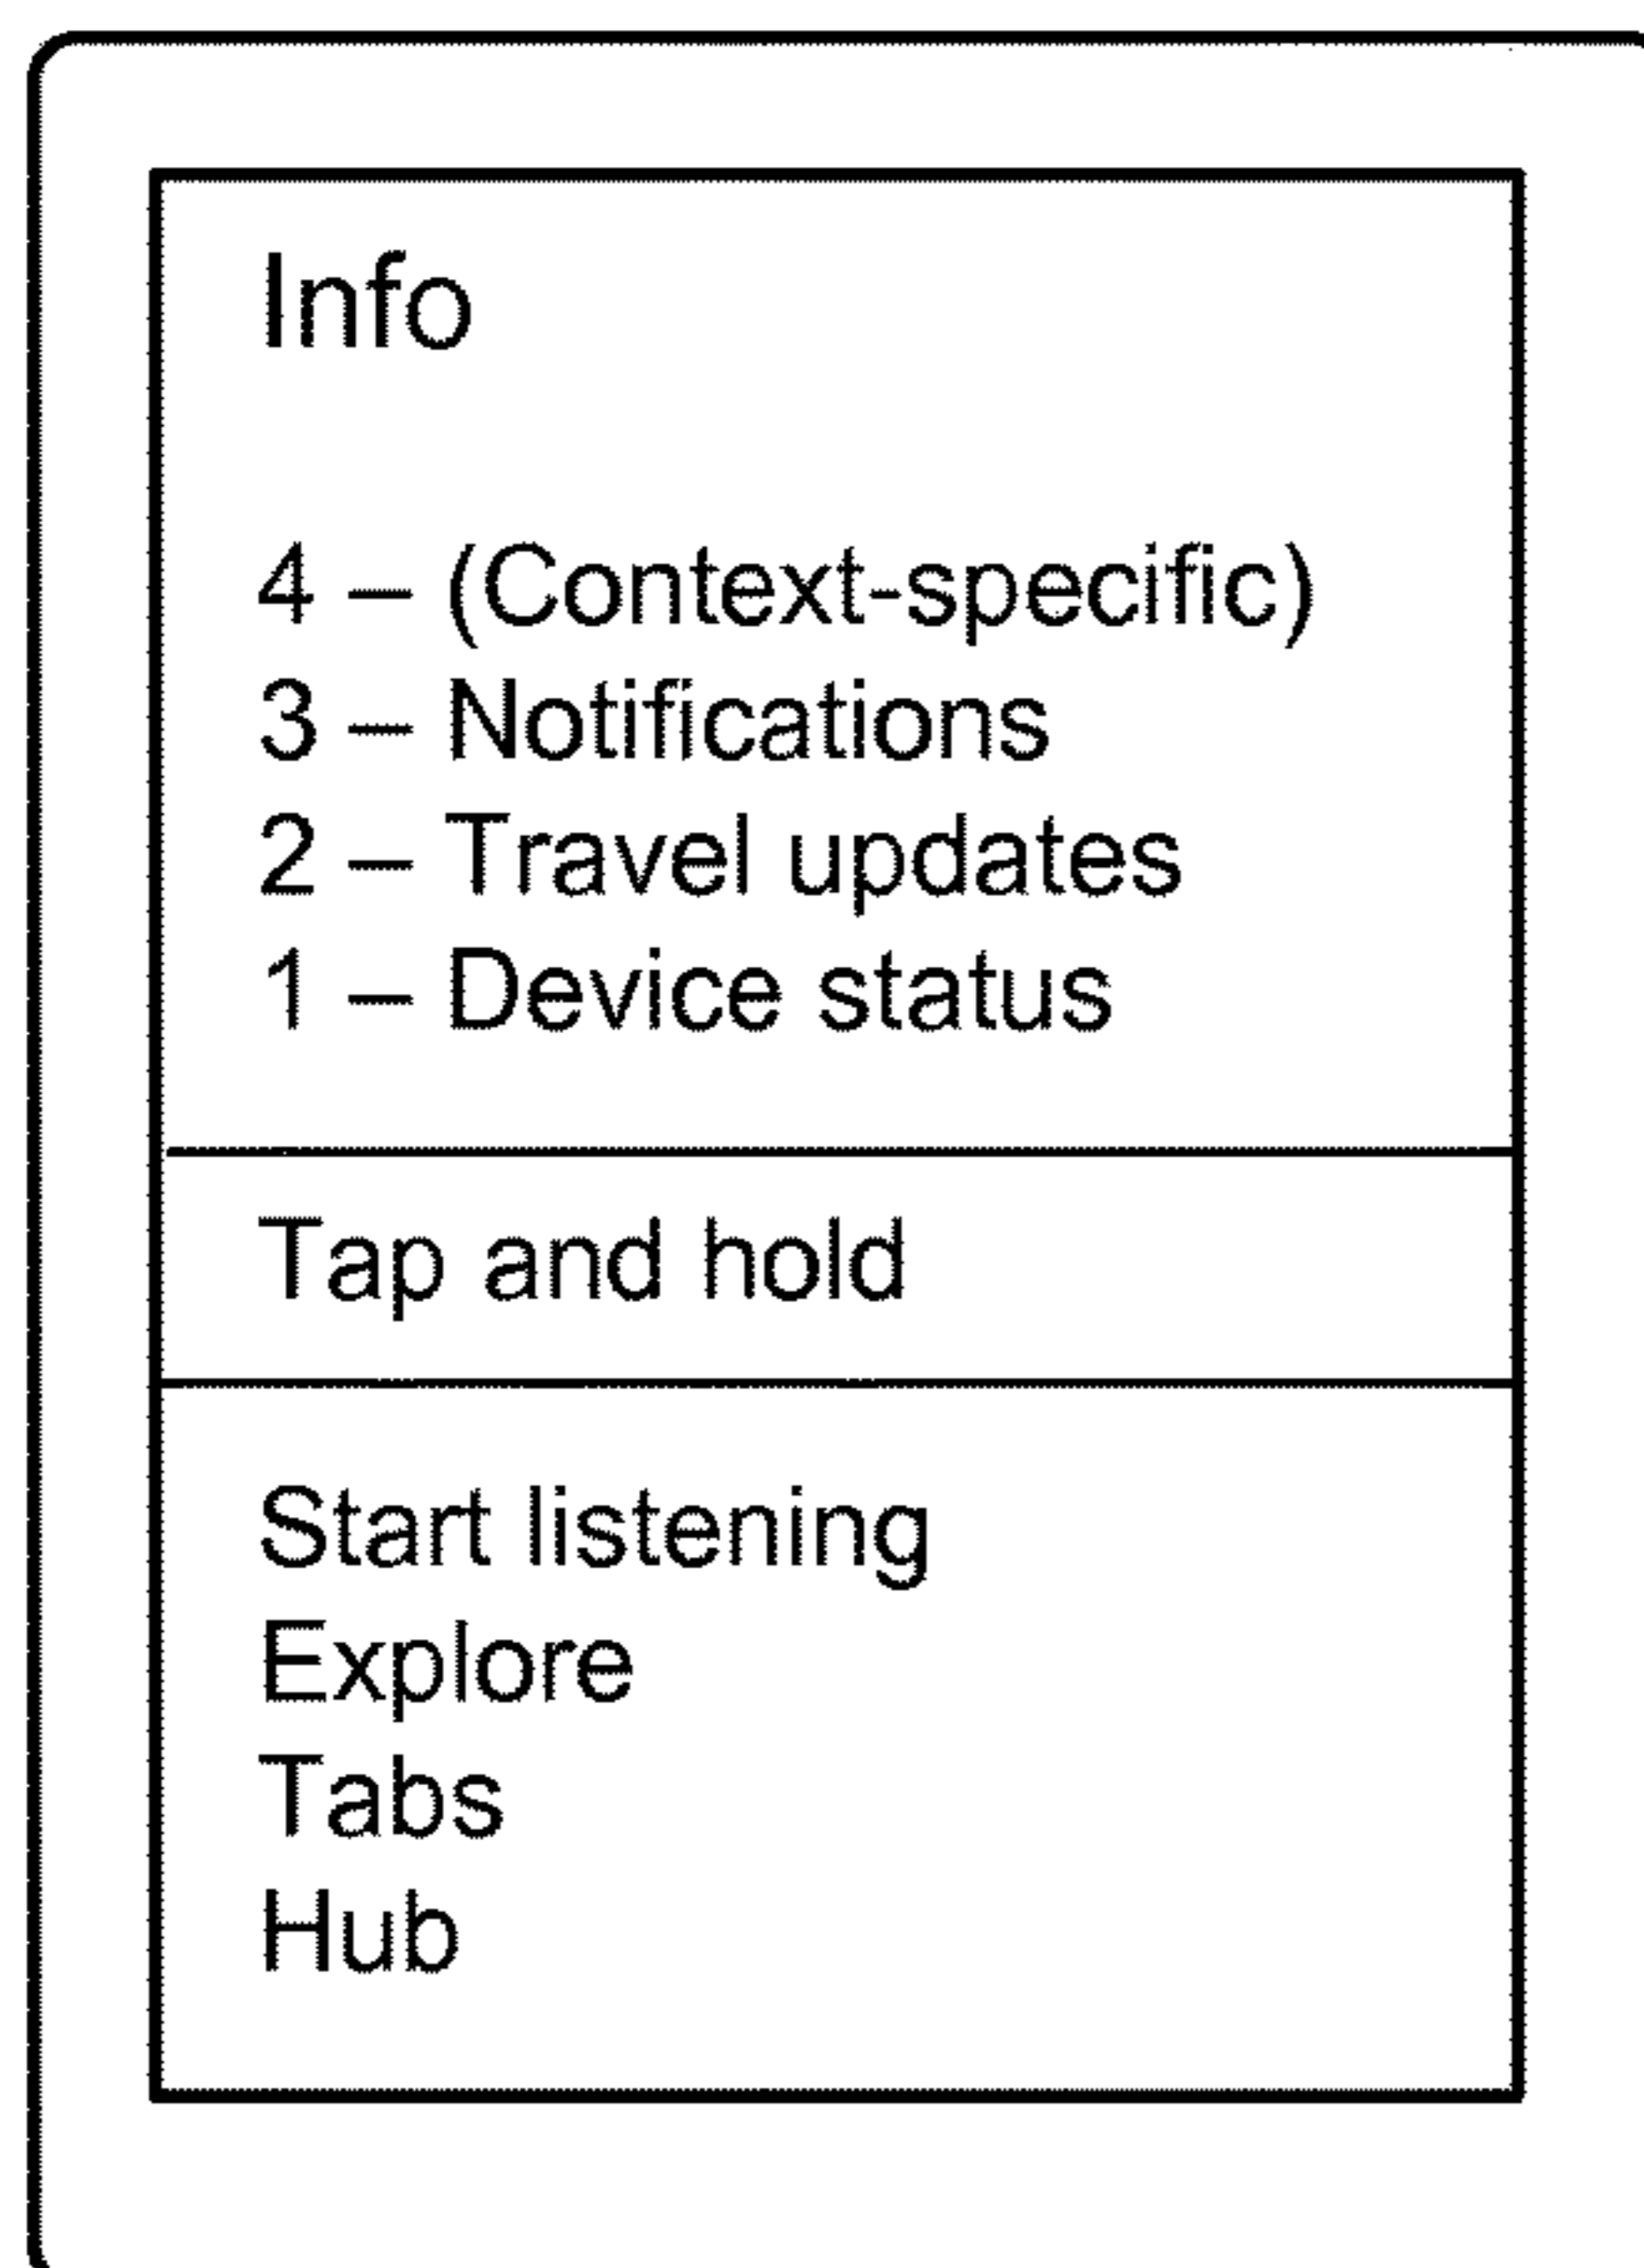 Info
4 – (Context-specific)
3 – Notifications
2 – Travel updates
1 – Device status
Tap and hold
Start listening
Explore
Tabs
Hub